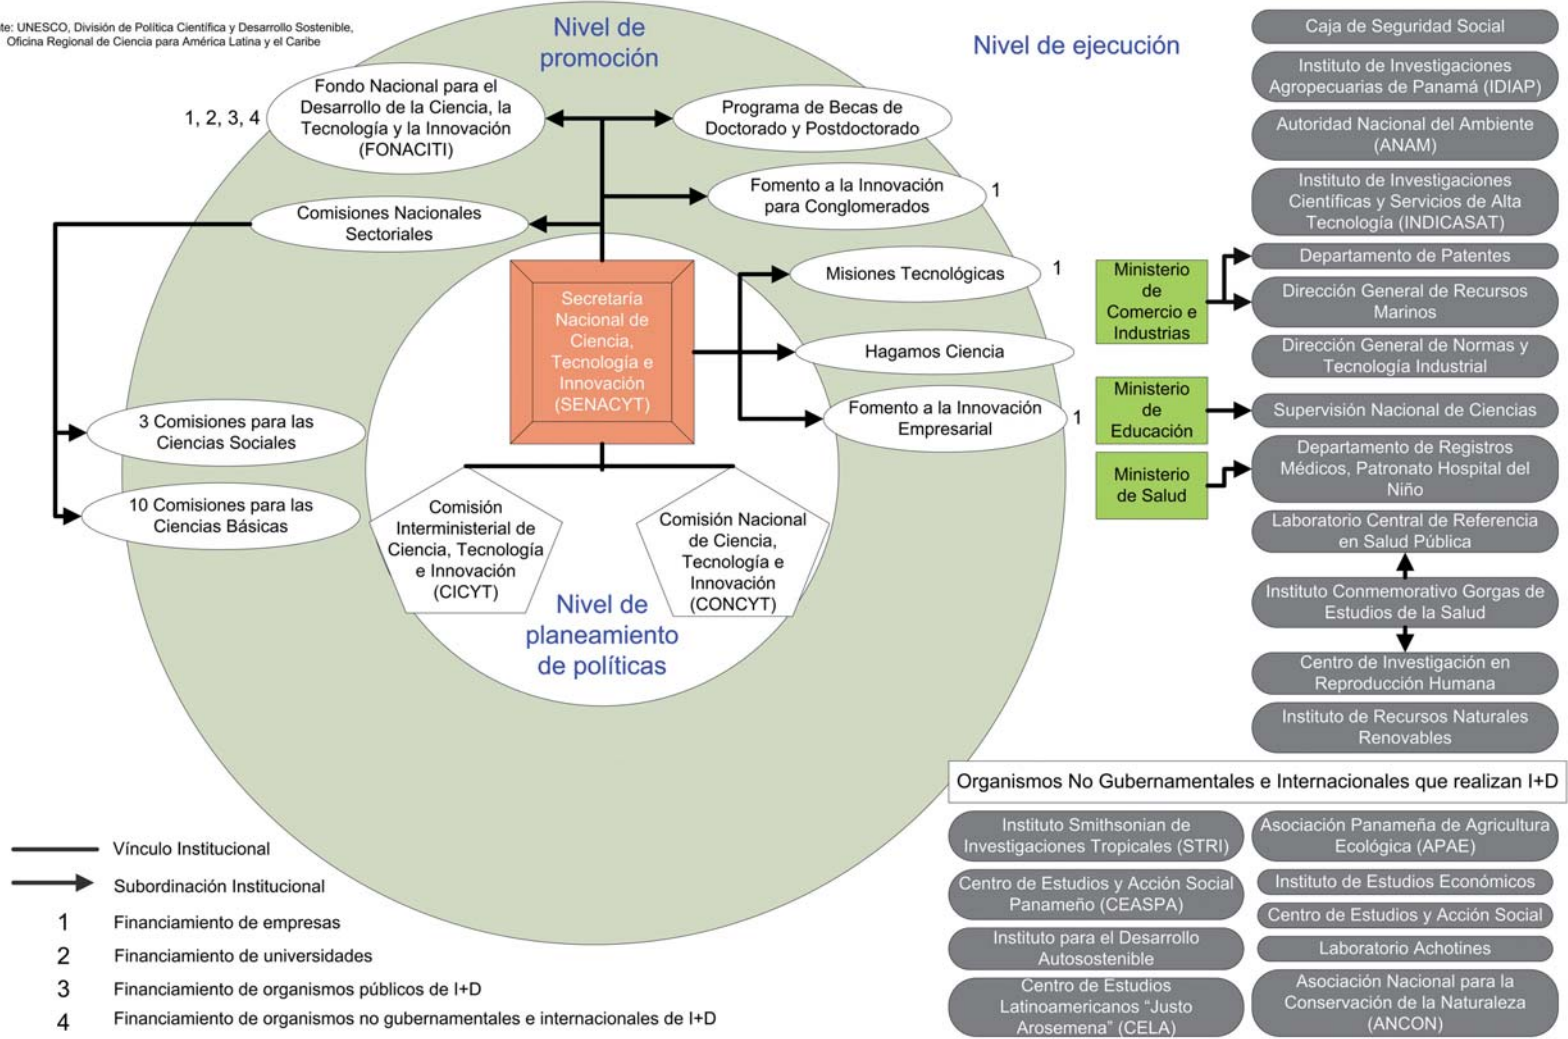 te: UNESCO, División de Política Científica y Desarrollo Sostenible,
Oficina Regional de Ciencia para América Latina y el Caribe
Nivel de
promoción
Nivel de ejecución
1, 2, 3, 4
Fondo Nacional para el
Desarrollo de la Ciencia, la
Tecnología y la Innovación
(FONACITI)
Programa de Becas de
Doctorado y Postdoctorado
Fomento a la Innovación
para Conglomerados
1
Comisiones Nacionales
Sectoriales
Misiones Tecnológicas
1
Secretaría
Nacional de
Ciencia,
Tecnología e
Innovación
(SENACYT)
Hagamos Ciencia
Fomento a la Innovación
Empresarial
1
3 Comisiones para las
Ciencias Sociales
10 Comisiones para las
Ciencias Básicas
Comisión
Interministerial de
Ciencia, Tecnología
e Innovación
(CICYT)
Comisión Nacional
de Ciencia,
Tecnología e
Innovación
(CONCYT)
Nivel de
planeamiento
de políticas
Ministerio
de
Comercio e
Industrias
Ministerio
de
Educación
Ministerio
de Salud
Caja de Seguridad Social
Instituto de Investigaciones
Agropecuarias de Panamá (IDIAP)
Autoridad Nacional del Ambiente
(ANAM)
Instituto de Investigaciones
Científicas y Servicios de Alta
Tecnología (INDICASAT)
Departamento de Patentes
Dirección General de Recursos
Marinos
Dirección General de Normas y
Tecnología Industrial
Supervisión Nacional de Ciencias
Departamento de Registros
Médicos, Patronato Hospital del
Niño
Laboratorio Central de Referencia
en Salud Pública
Instituto Conmemorativo Gorgas de
Estudios de la Salud
Centro de Investigación en
Reproducción Humana
Instituto de Recursos Naturales
Renovables
Organismos No Gubernamentales e Internacionales que realizan I+D
Instituto Smithsonian de
Investigaciones Tropicales (STRI)
Centro de Estudios y Acción Social
Panameño (CEASPA)
Instituto para el Desarrollo
Autosostenible
Centro de Estudios
Latinoamericanos “Justo
Arosemena” (CELA)
Asociación Panameña de Agricultura
Ecológica (APAE)
Instituto de Estudios Económicos
Centro de Estudios y Acción Social
Laboratorio Achotines
Asociación Nacional para la
Conservación de la Naturaleza
(ANCON)
Vínculo Institucional
Subordinación Institucional
1 Financiamiento de empresas
2 Financiamiento de universidades
3 Financiamiento de organismos públicos de I+D
4 Financiamiento de organismos no gubernamentales e internacionales de I+D